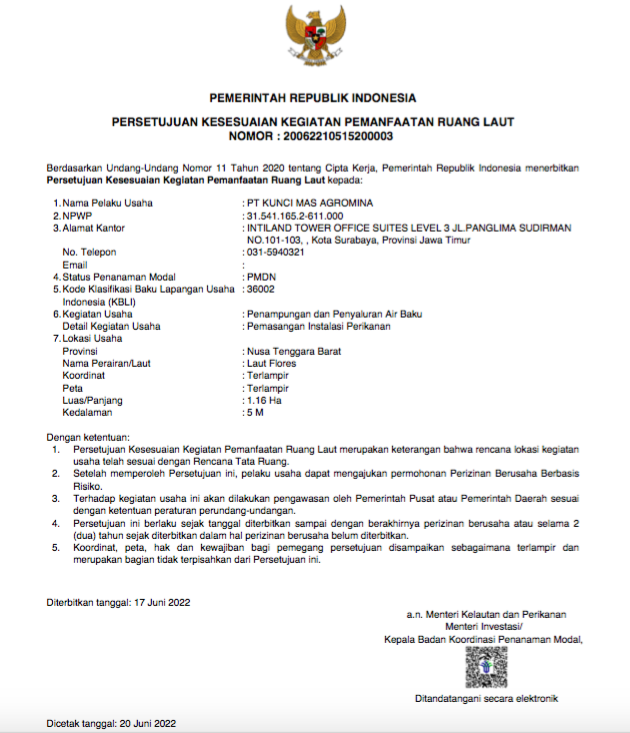 PEMERINTAH REPUBLIK INDONESIA
PERSETUJUAN KESESUAIAN KEGIATAN PEMANFAATAN RUANG LAUT
NOMOR : 20062210515200003
Berdasarkan Undang-Undang Nomor 11 Tahun 2020 tentang Cipta Kerja, Pemerintah Republik Indonesia menerbitkan
Persetujuan Kesesuaian Kegiatan Pemanfaatan Ruang Laut kepada:
1. Nama Pelaku Usaha : PT KUNCI MAS AGROMINA
2. NPWP : 31.541.165.2-611.000
3. Alamat Kantor : INTILAND TOWER OFFICE SUITES LEVEL 3 JL.PANGLIMA SUDIRMAN
NO.101-103, , Kota Surabaya, Provinsi Jawa Timur
No. Telepon : 031-5940321
Email :
4. Status Penanaman Modal : PMDN
5. Kode Klasifikasi Baku Lapangan Usaha : 36002
Indonesia (KBLI)
6. Kegiatan Usaha : Penampungan dan Penyaluran Air Baku
Detail Kegiatan Usaha : Pemasangan Instalasi Perikanan
7. Lokasi Usaha
Provinsi : Nusa Tenggara Barat
Nama Perairan/Laut : Laut Flores
Koordinat : Terlampir
Peta : Terlampir
Luas/Panjang : 1.16 Ha
Kedalaman : 5 M
Dengan ketentuan:
1. Persetujuan Kesesuaian Kegiatan Pemanfaatan Ruang Laut merupakan keterangan bahwa rencana lokasi kegiatan
usaha telah sesuai dengan Rencana Tata Ruang.
2. Setelah memperoleh Persetujuan ini, pelaku usaha dapat mengajukan permohonan Perizinan Berusaha Berbasis
Risiko.
3. Terhadap kegiatan usaha ini akan dilakukan pengawasan oleh Pemerintah Pusat atau Pemerintah Daerah sesuai
dengan ketentuan peraturan perundang-undangan.
4. Persetujuan ini berlaku sejak tanggal diterbitkan sampai dengan berakhirnya perizinan berusaha atau selama 2
(dua) tahun sejak diterbitkan dalam hal perizinan berusaha belum diterbitkan.
5. Koordinat, peta, hak dan kewajiban bagi pemegang persetujuan disampaikan sebagaimana terlampir dan
merupakan bagian tidak terpisahkan dari Persetujuan ini.
Diterbitkan tanggal: 17 Juni 2022
a.n. Menteri Kelautan dan Perikanan
Menteri Investasi/
Kepala Badan Koordinasi Penanaman Modal,
Ditandatangani secara elektronik
Dicetak tanggal: 20 Juni 2022